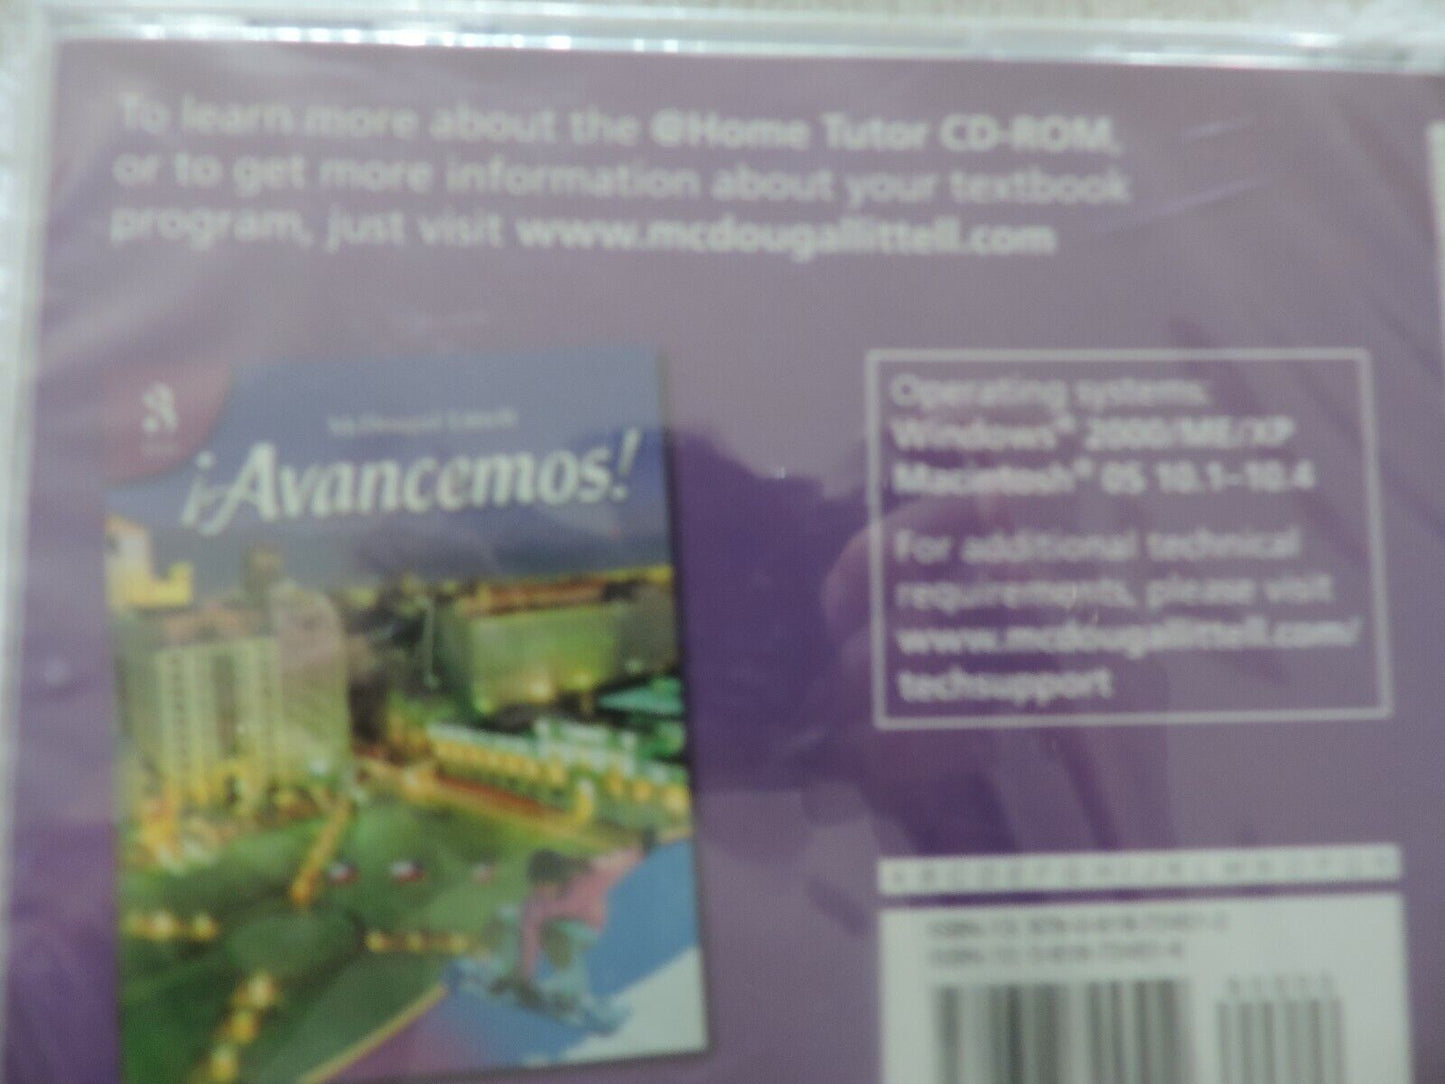 To learn more about the @Home Tutor CD-ROM,
or to get more information about your textbook
program, just visit www.mcdougallittell.com
McDougal Littell
¡Avancemos!
Operating systems:
Windows® 2000/ME/XP
Macintosh® OS 10.1–10.4
For additional technical
requirements, please visit
www.mcdougallittell.com/
techsupport